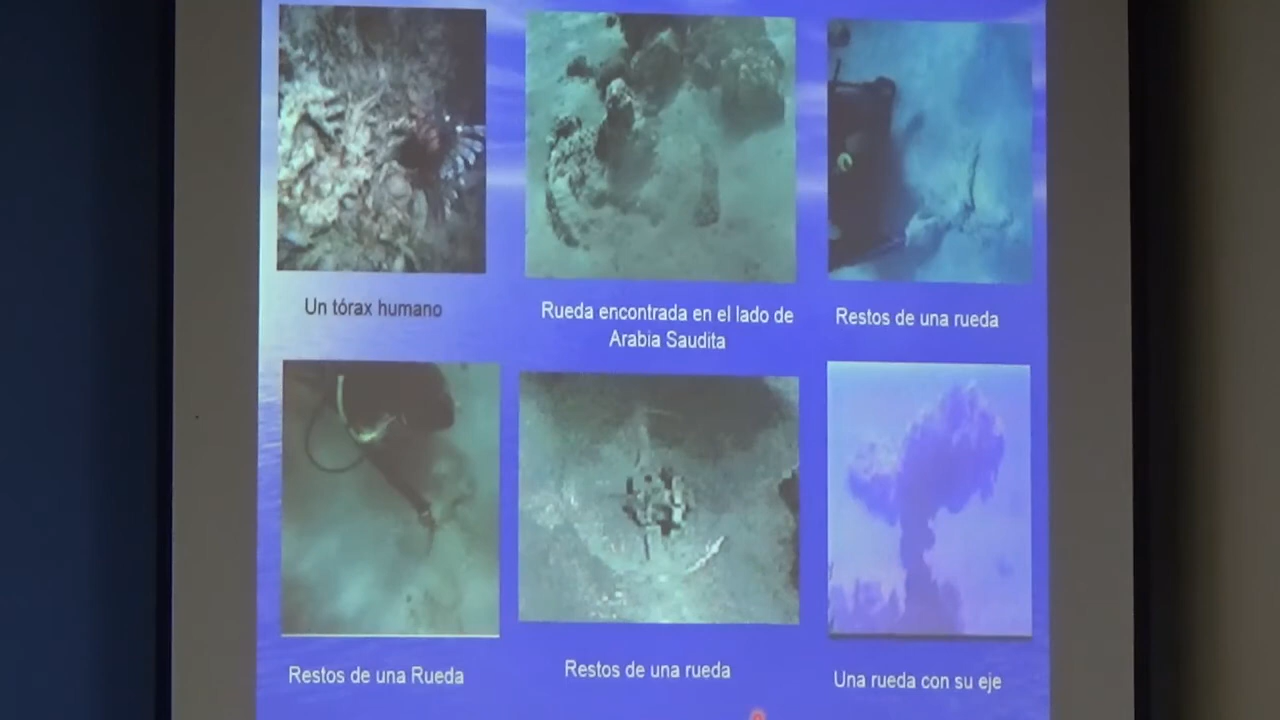 Un tórax humano
Rueda encontrada en el lado de
Arabia Saudita
Restos de una rueda
Restos de una Rueda
Restos de una rueda
Una rueda con su eje